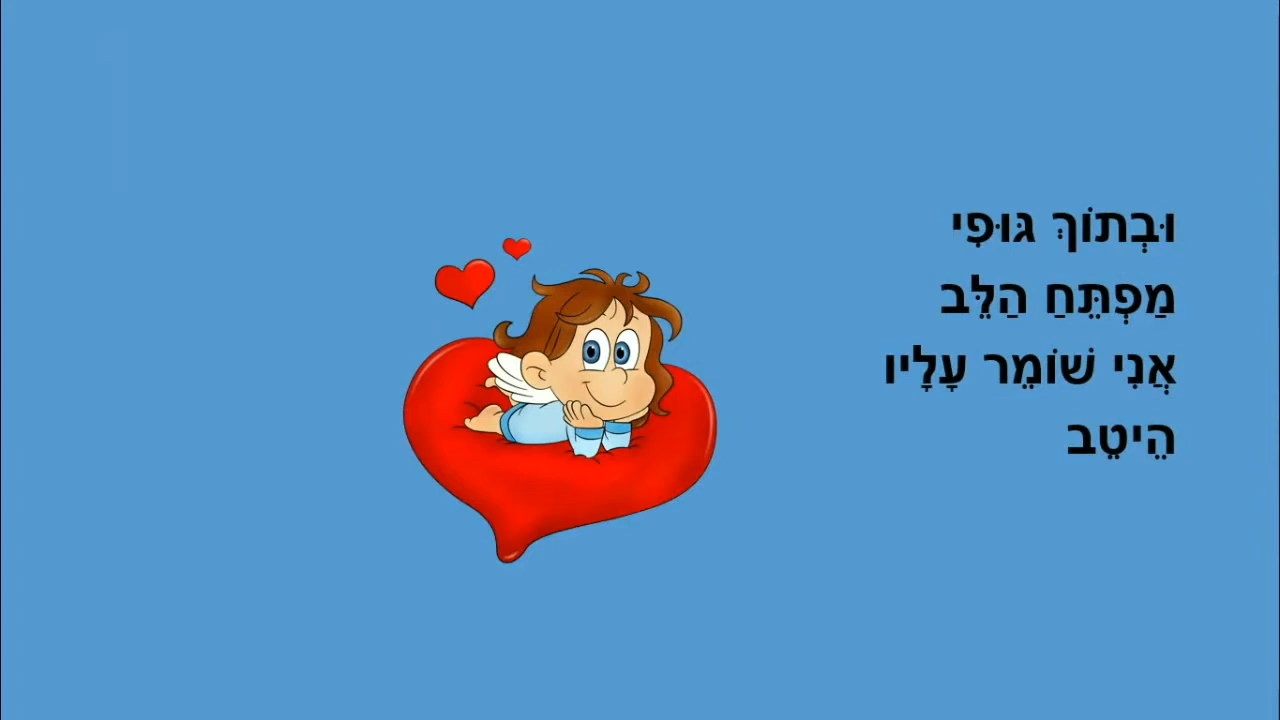 וּבְתוֹךְ גּוּפִי
מַפְתֵּחַ הַלֵּב
אֲנִי שׁוֹמֵר עָלָיו
הֵיטֵב